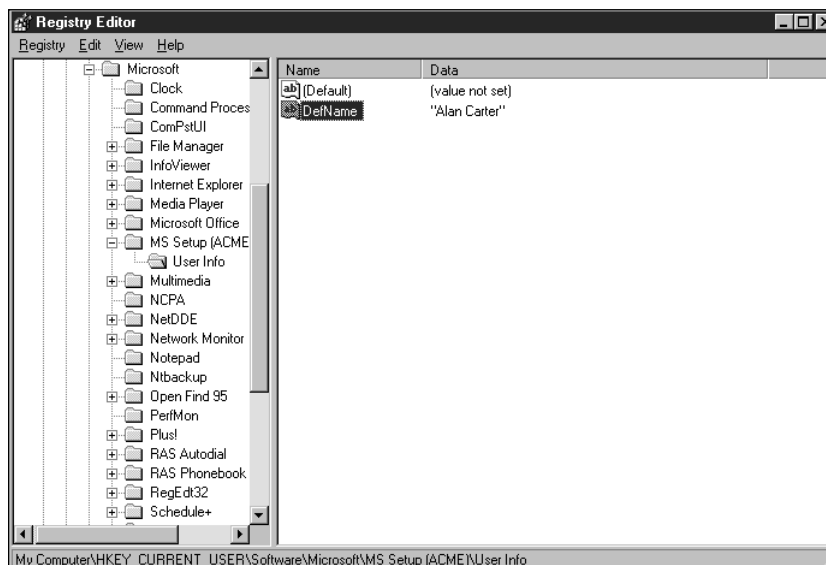 Registry Editor
Registry Edit View Help
Microsoft
Clock
Command Proces
ComPstUI
File Manager
InfoViewer
Internet Explorer
Media Player
Microsoft Office
MS Setup (ACME
User Info
Multimedia
NCPA
NetDDE
Network Monitor
Notepad
Ntbackup
Open Find 95
PerfMon
Plus!
RAS Autodial
RAS Phonebook
RegEdt32
Schedule+
Name Data
ab (Default) (value not set)
ab DefName "Alan Carter"
My Computer\HKEY_CURRENT_USER\Software\Microsoft\MS Setup (ACME)\User Info